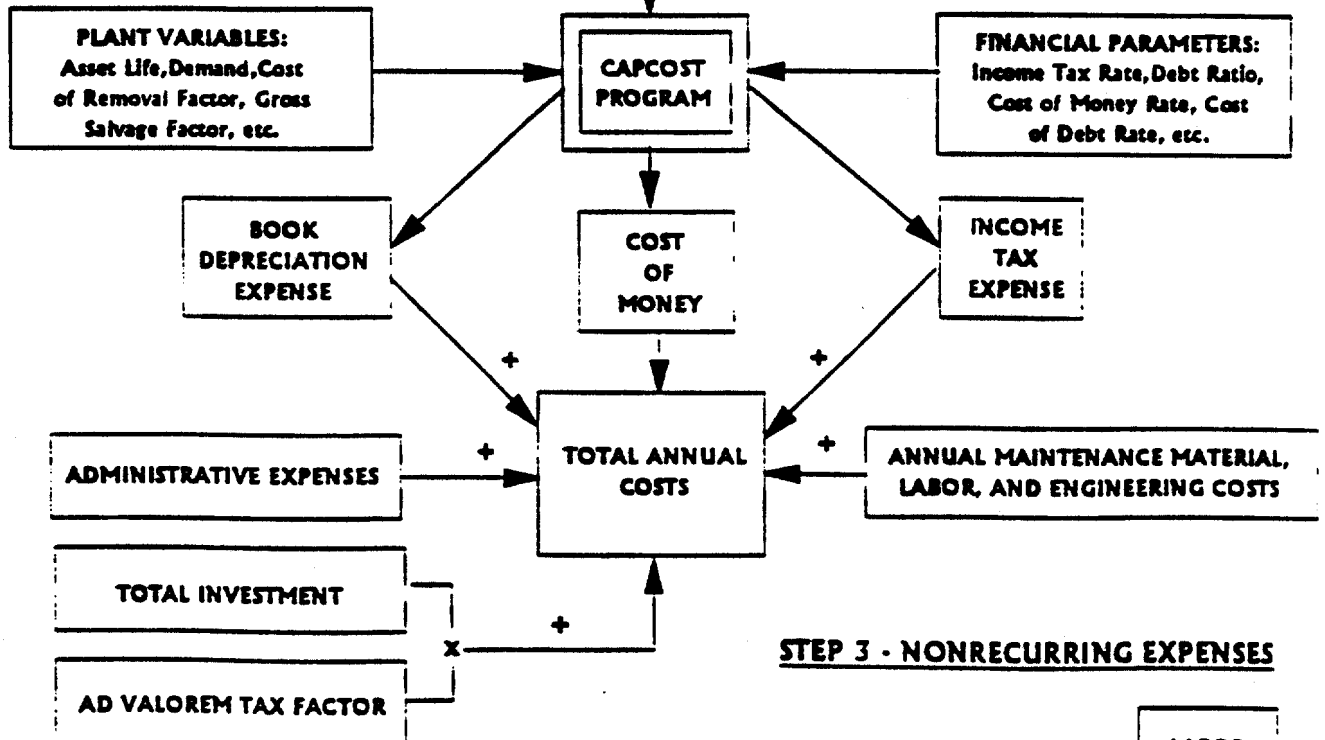 PLANT VARIABLES:
Asset Life,Demand,Cost
of Removal Factor, Gross
Salvage Factor, etc.
CAPCOST
PROGRAM
FINANCIAL PARAMETERS:
Income Tax Rate,Debt Ratio,
Cost of Money Rate, Cost
of Debt Rate, etc.
BOOK
DEPRECIATION
EXPENSE
COST
OF
MONEY
INCOME
TAX
EXPENSE
+
+
ADMINISTRATIVE EXPENSES
+
TOTAL ANNUAL
COSTS
+
ANNUAL MAINTENANCE MATERIAL,
LABOR, AND ENGINEERING COSTS
TOTAL INVESTMENT
x
+
AD VALOREM TAX FACTOR
STEP 3 - NONRECURRING EXPENSES